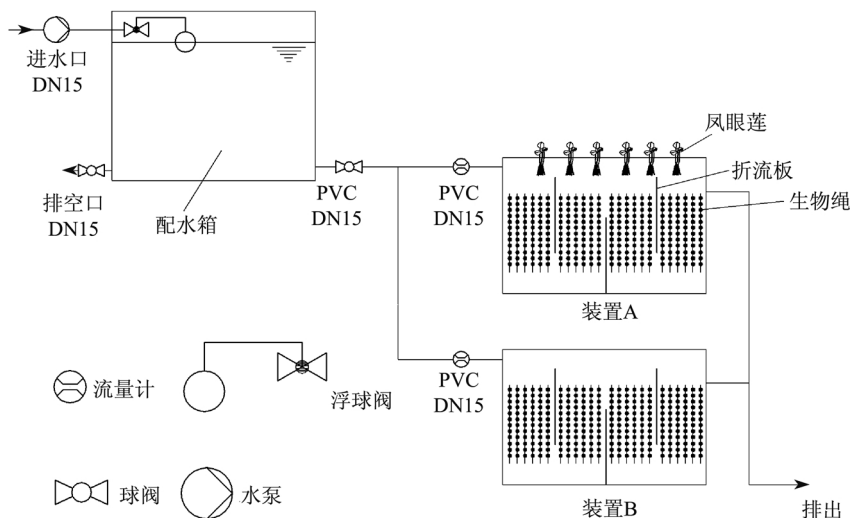 进水口
DN15
排空口
DN15
配水箱
PVC
DN15
PVC
DN15
凤眼莲
折流板
生物绳
装置A
PVC
DN15
流量计
浮球阀
球阀
水泵
装置B
排出